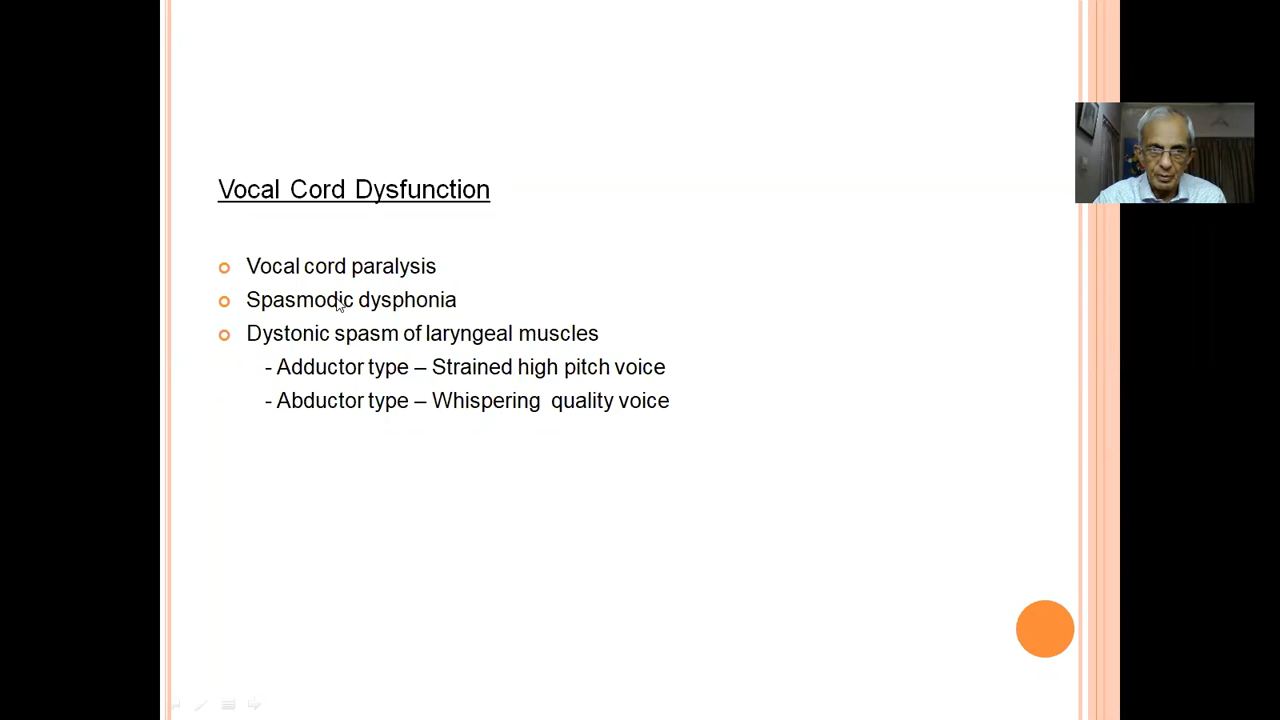 Vocal Cord Dysfunction
Vocal cord paralysis
Spasmodic dysphonia
Dystonic spasm of laryngeal muscles
- Adductor type – Strained high pitch voice
- Abductor type – Whispering quality voice